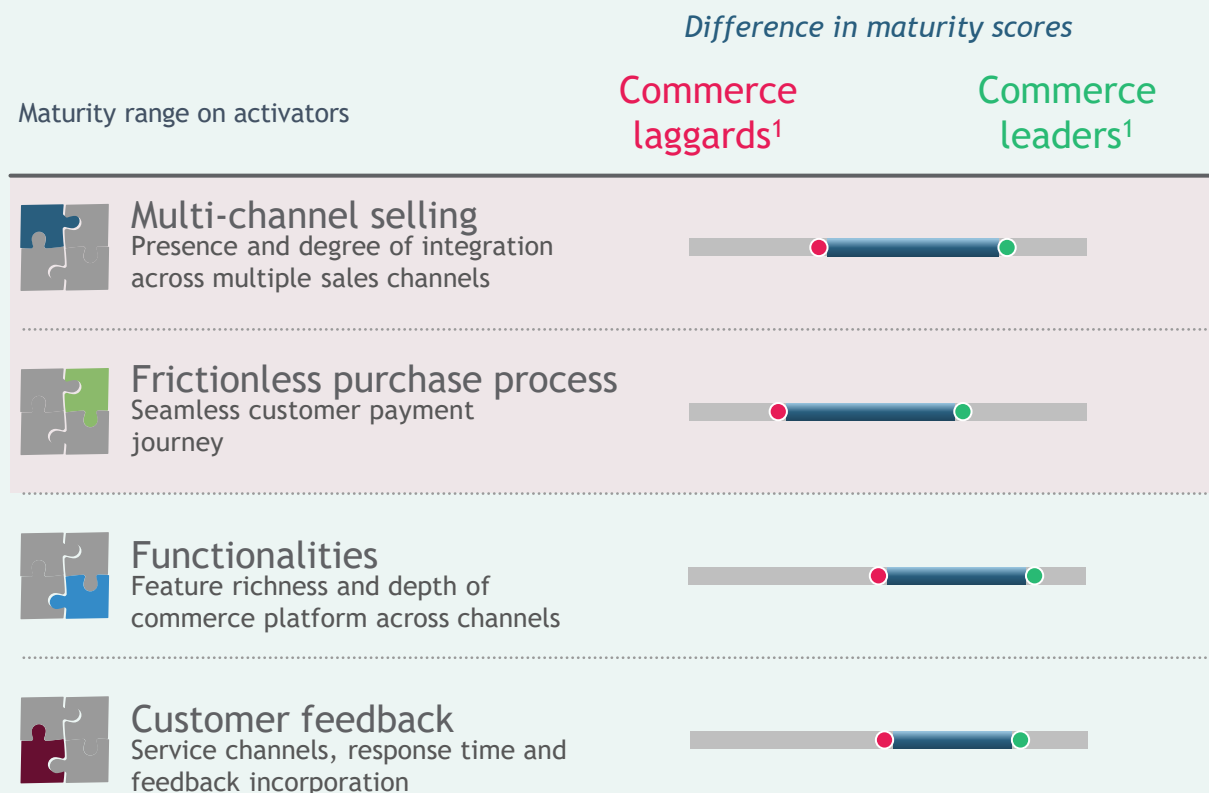 Difference in maturity scores
Maturity range on activators
Commerce
laggards¹
Commerce
leaders¹
Multi-channel selling
Presence and degree of integration
across multiple sales channels
Frictionless purchase process
Seamless customer payment
journey
Functionalities
Feature richness and depth of
commerce platform across channels
Customer feedback
Service channels, response time and
feedback incorporation